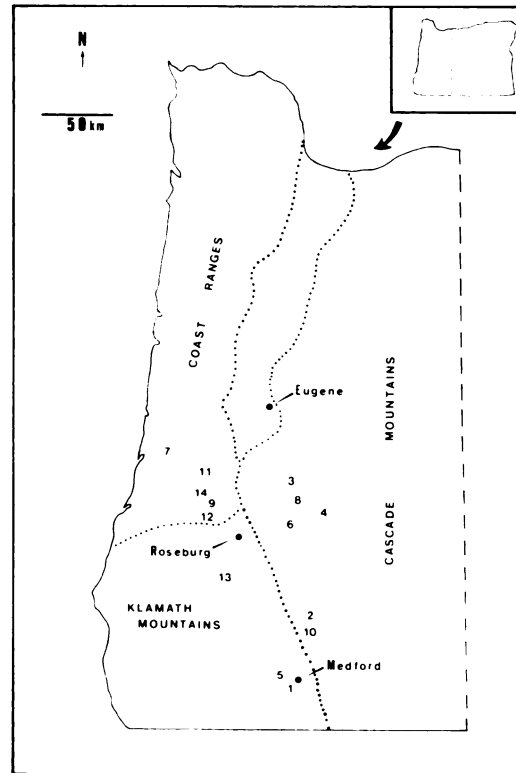 N
50 km
COAST RANGES
Eugene
CASCADE MOUNTAINS
7
11
3
14
8
9
4
12
6
Roseburg
13
KLAMATH
MOUNTAINS
2
10
Medford
5
1